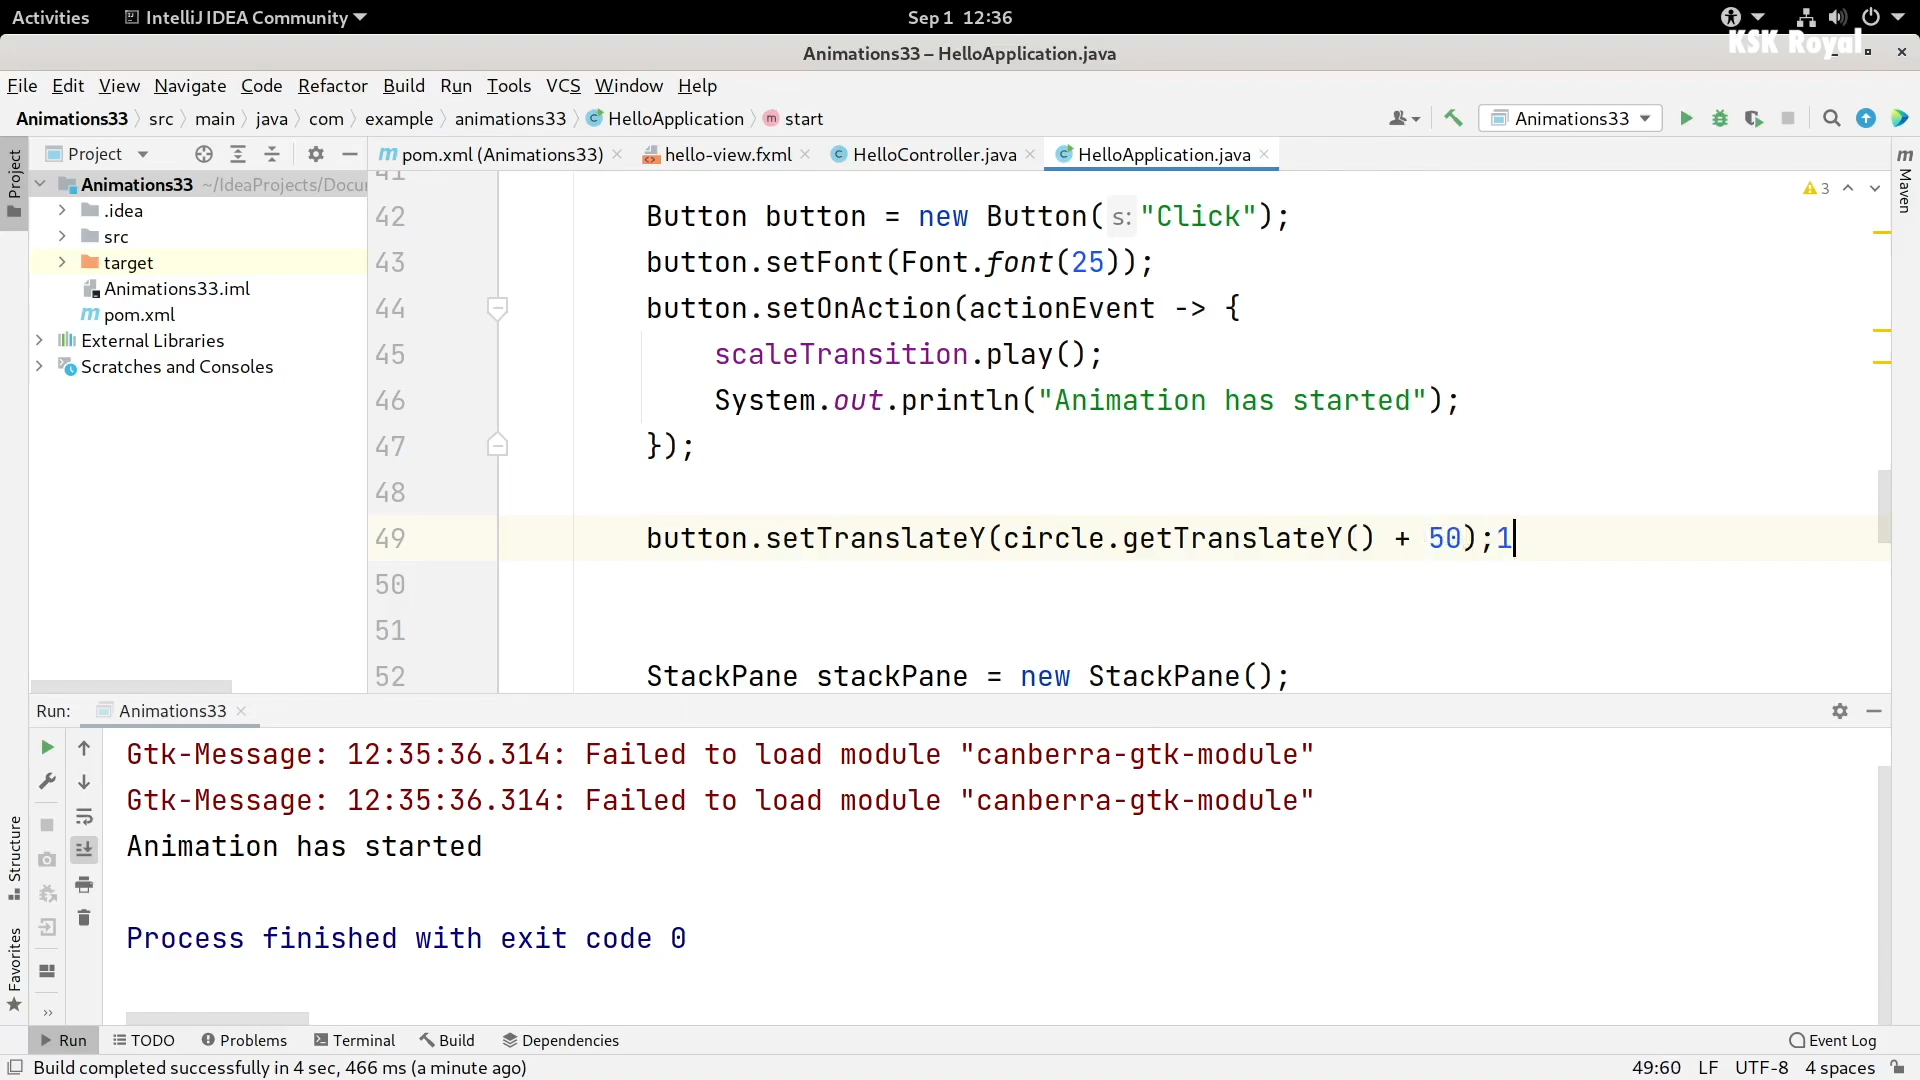 Activities IntelliJ IDEA Community Sep 1 12:36
KSK Royal
Animations33 – HelloApplication.java
File Edit View Navigate Code Refactor Build Run Tools VCS Window Help
Animations33 src main java com example animations33 HelloApplication m start Animations33
Project pom.xml (Animations33) hello-view.fxml HelloController.java HelloApplication.java
Project
Maven
Animations33 ~/IdeaProjects/Docu
.idea
src
target
Animations33.iml
pom.xml
External Libraries
Scratches and Consoles
3
41
42 Button button = new Button( s: "Click");
43 button.setFont(Font.font(25));
44 button.setOnAction(actionEvent -> {
45 scaleTransition.play();
46 System.out.println("Animation has started");
47 });
48
49 button.setTranslateY(circle.getTranslateY() + 50);1
50
51
52 StackPane stackPane = new StackPane();
Run: Animations33
Gtk-Message: 12:35:36.314: Failed to load module "canberra-gtk-module"
Gtk-Message: 12:35:36.314: Failed to load module "canberra-gtk-module"
Animation has started
Process finished with exit code 0
Structure
Favorites
Run TODO Problems Terminal Build Dependencies Event Log
Build completed successfully in 4 sec, 466 ms (a minute ago) 49:60 LF UTF-8 4 spaces